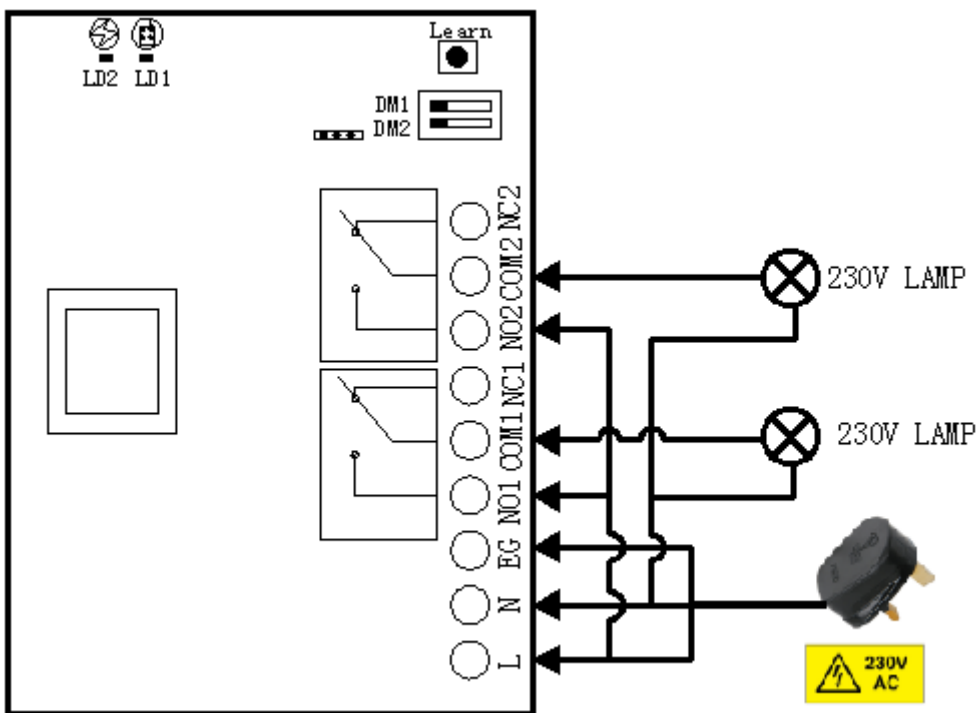 Learn
LD2 LD1
DM1
DM2
NC2
COM2
230V LAMP
NO2
NC1
COM1
230V LAMP
NO1
EG
N
L
230V
AC